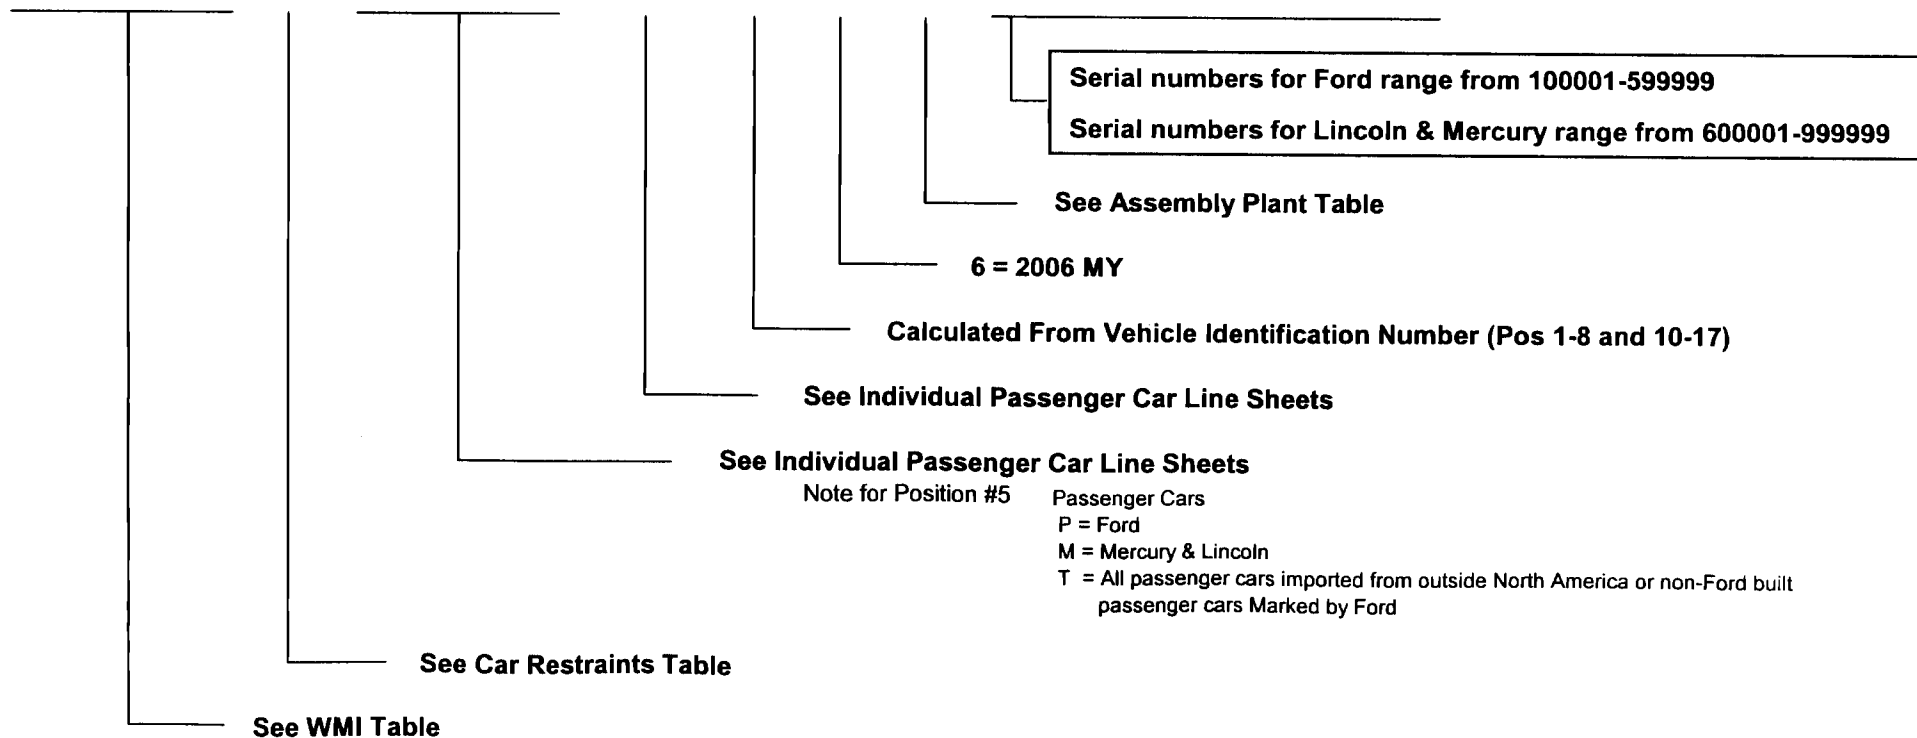 Serial numbers for Ford range from 100001-599999
Serial numbers for Lincoln & Mercury range from 600001-999999
See Assembly Plant Table
6 = 2006 MY
Calculated From Vehicle Identification Number (Pos 1-8 and 10-17)
See Individual Passenger Car Line Sheets
See Individual Passenger Car Line Sheets
Note for Position #5 Passenger Cars
P = Ford
M = Mercury & Lincoln
T = All passenger cars imported from outside North America or non-Ford built
passenger cars Marked by Ford
See Car Restraints Table
See WMI Table